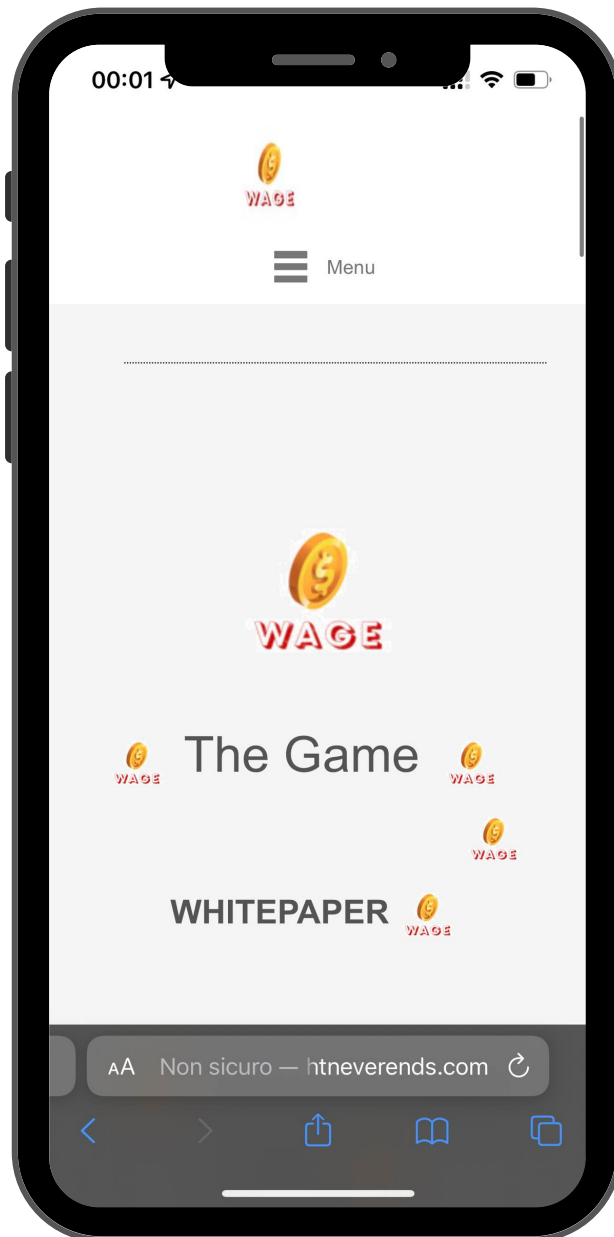 00:01
WAGE
Menu
WAGE
WAGE The Game WAGE
WAGE
WHITEPAPER WAGE
AA Non sicuro — htneverends.com